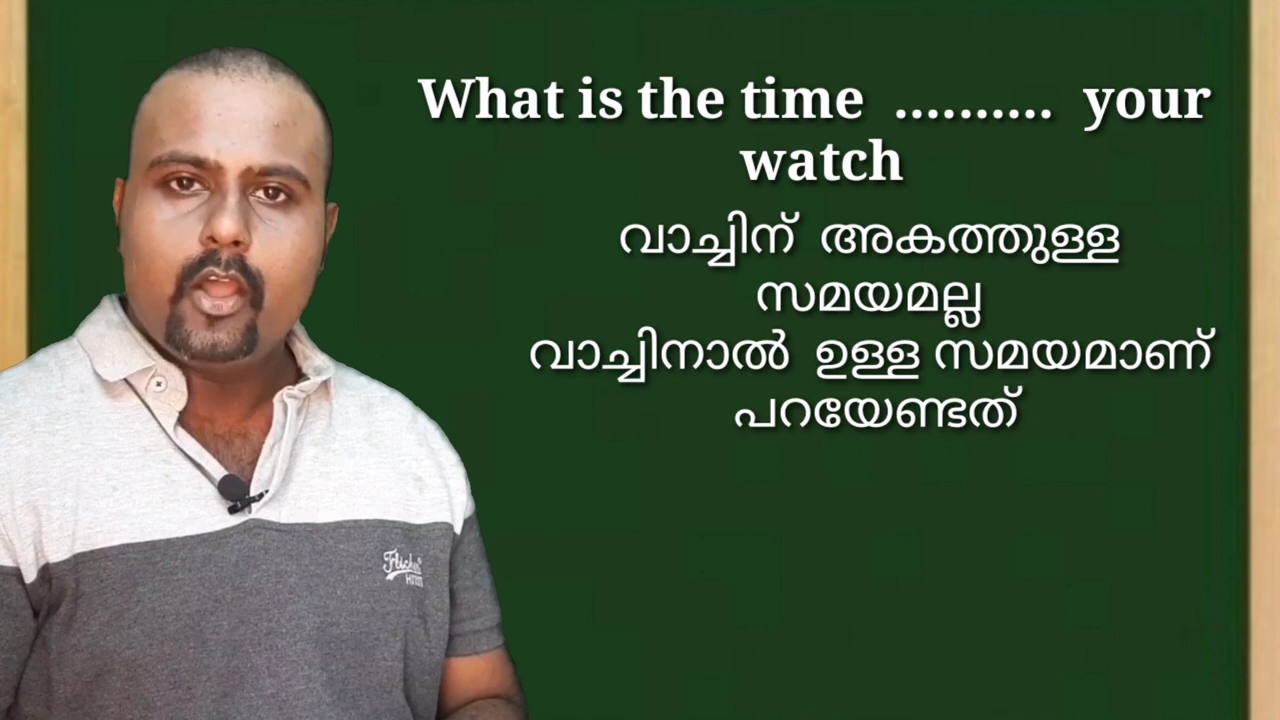 What is the time .......... your
watch
വാച്ചിന് അകത്തുള്ള
സമയമല്ല
വാച്ചിനാൽ ഉള്ള സമയമാണ്
പറയേണ്ടത്